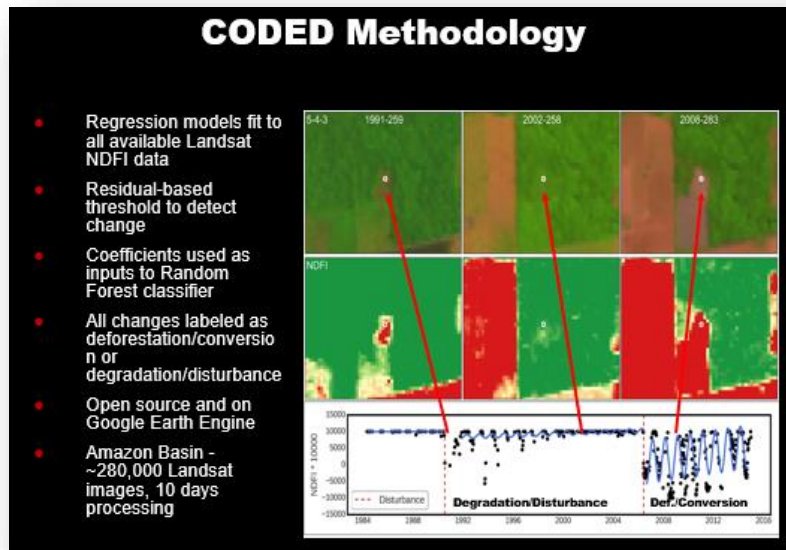 CODED Methodology
Regression models fit to
all available Landsat
NDFI data
Residual-based
threshold to detect
change
Coefficients used as
inputs to Random
Forest classifier
All changes labeled as
deforestation/conversio
n or
degradation/disturbance
Open source and on
Google Earth Engine
Amazon Basin -
~280,000 Landsat
images, 10 days
processing
5-4-3
1991-259
2002-258
2008-283
NDFI
15000
10000
5000
0
−5000
−10000
−15000
NDFI * 10000
Disturbance
Degradation/Disturbance
Def./Conversion
1984
1988
1992
1996
2000
2004
2008
2012
2016